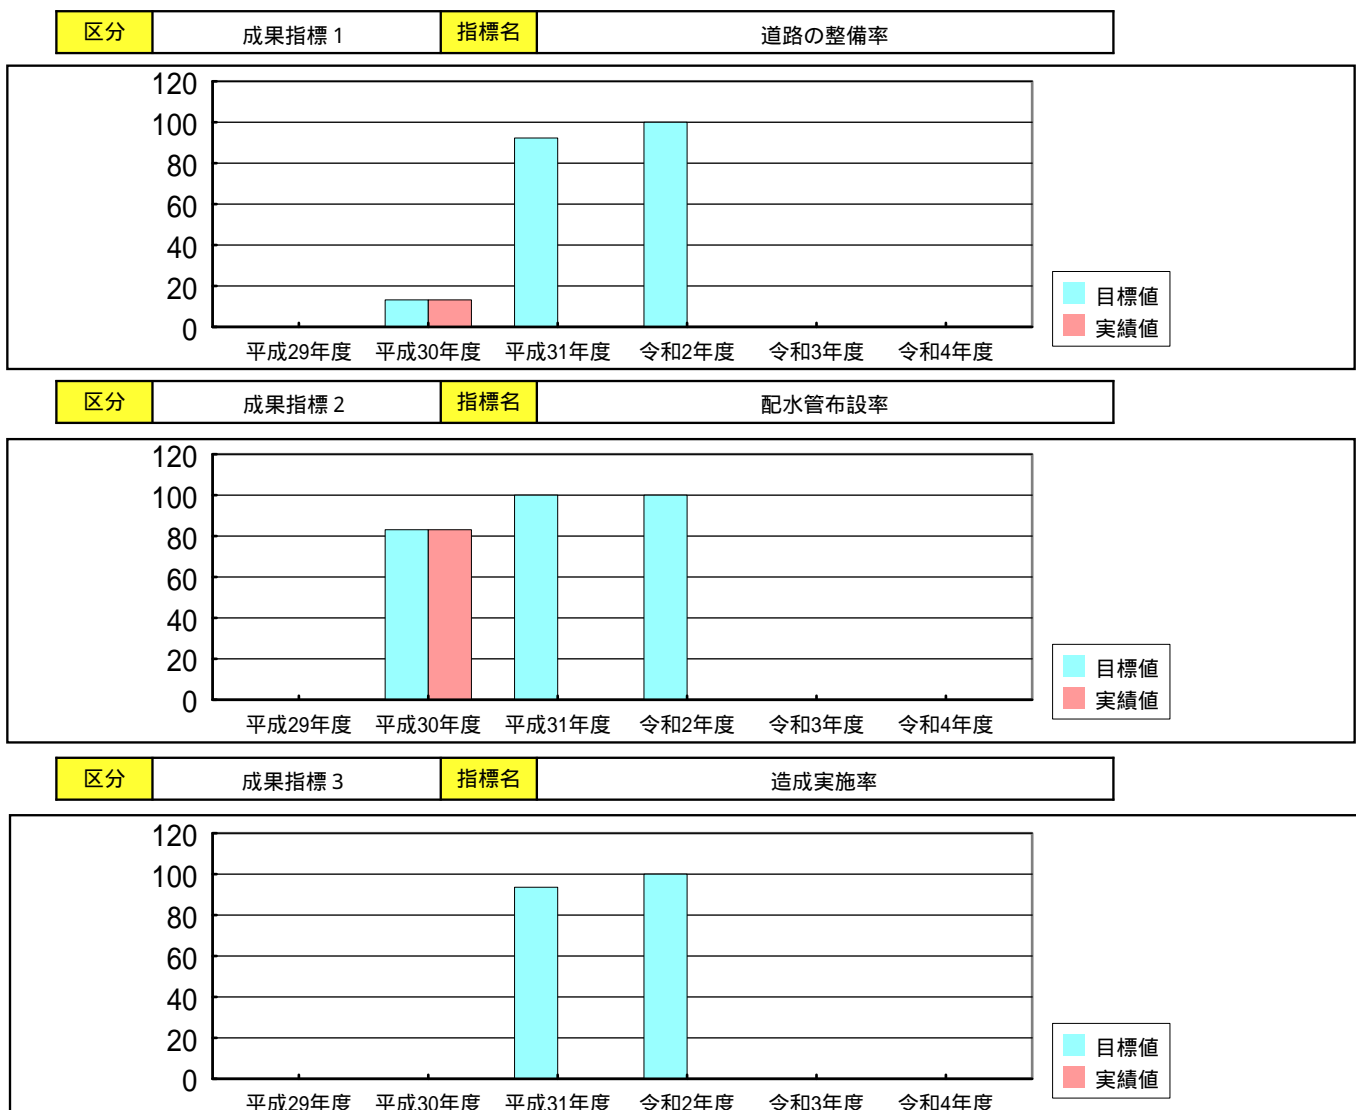 区分 成果指標１ 指標名 道路の整備率
120
100
80
60
40
20
0
平成29年度 平成30年度 平成31年度 令和2年度 令和3年度 令和4年度
目標値
実績値
区分 成果指標２ 指標名 配水管布設率
120
100
80
60
40
20
0
平成29年度 平成30年度 平成31年度 令和2年度 令和3年度 令和4年度
目標値
実績値
区分 成果指標３ 指標名 造成実施率
120
100
80
60
40
20
0
平成29年度 平成30年度 平成31年度 令和2年度 令和3年度 令和4年度
目標値
実績値